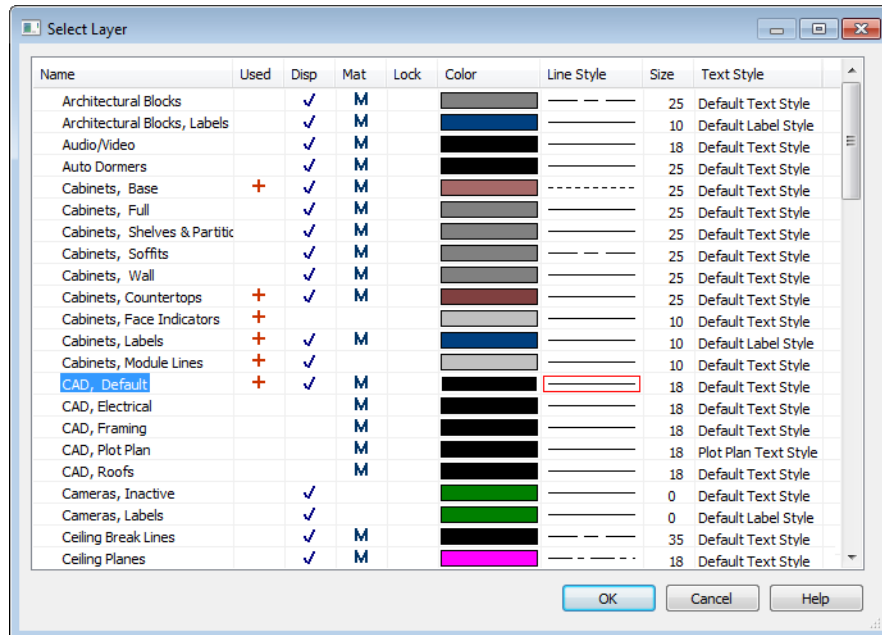 Select Layer
Name Used Disp Mat Lock Color Line Style Size Text Style
Architectural Blocks M 25 Default Text Style
Architectural Blocks, Labels M 10 Default Label Style
Audio/Video M 18 Default Text Style
Auto Dormers M 25 Default Text Style
Cabinets, Base M 25 Default Text Style
Cabinets, Full M 25 Default Text Style
Cabinets, Shelves & Partitic M 25 Default Text Style
Cabinets, Soffits M 25 Default Text Style
Cabinets, Wall M 25 Default Text Style
Cabinets, Countertops M 25 Default Text Style
Cabinets, Face Indicators 10 Default Text Style
Cabinets, Labels M 10 Default Label Style
Cabinets, Module Lines 10 Default Text Style
CAD, Default M 18 Default Text Style
CAD, Electrical M 18 Default Text Style
CAD, Framing M 18 Default Text Style
CAD, Plot Plan M 18 Plot Plan Text Style
CAD, Roofs M 18 Default Text Style
Cameras, Inactive 0 Default Text Style
Cameras, Labels 0 Default Label Style
Ceiling Break Lines M 35 Default Text Style
Ceiling Planes M 18 Default Text Style
OK Cancel Help